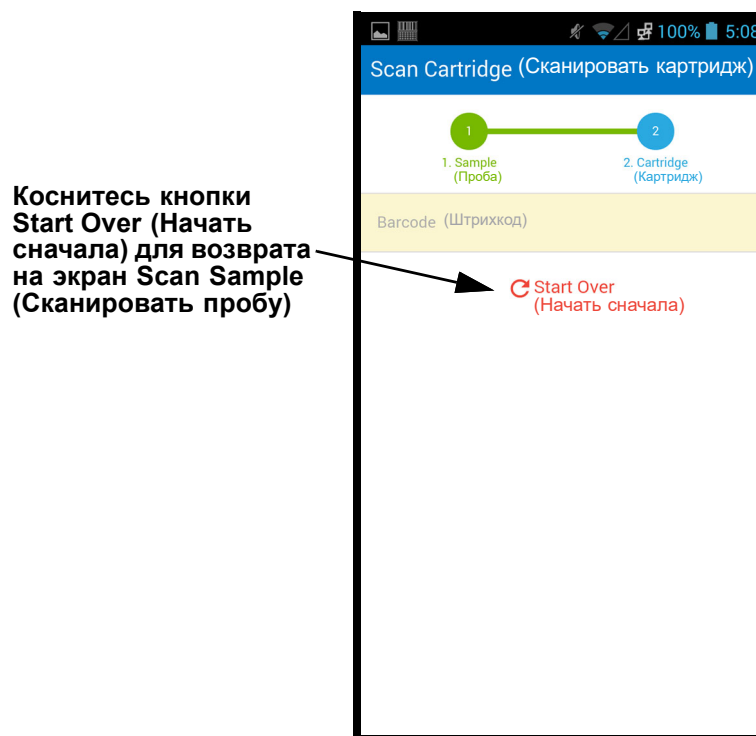 100% 5:08
Scan Cartridge (Сканировать картридж)
1
2
1. Sample
(Проба)
2. Cartridge
(Картридж)
Barcode (Штрихкод)
Коснитесь кнопки
Start Over (Начать
сначала) для возврата
на экран Scan Sample
(Сканировать пробу)
Start Over
(Начать сначала)